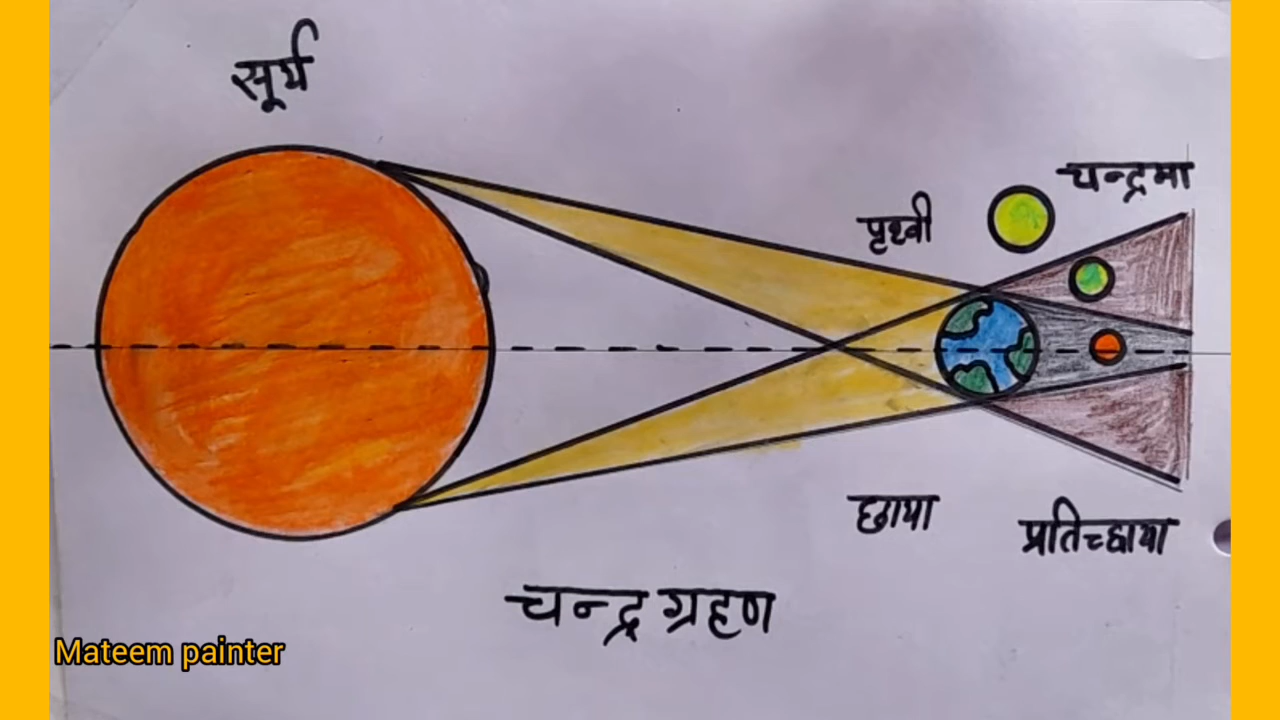 सूर्य
चन्द्रमा
पृथ्वी
छाया
प्रतिच्छाया
चन्द्र ग्रहण
Mateem painter